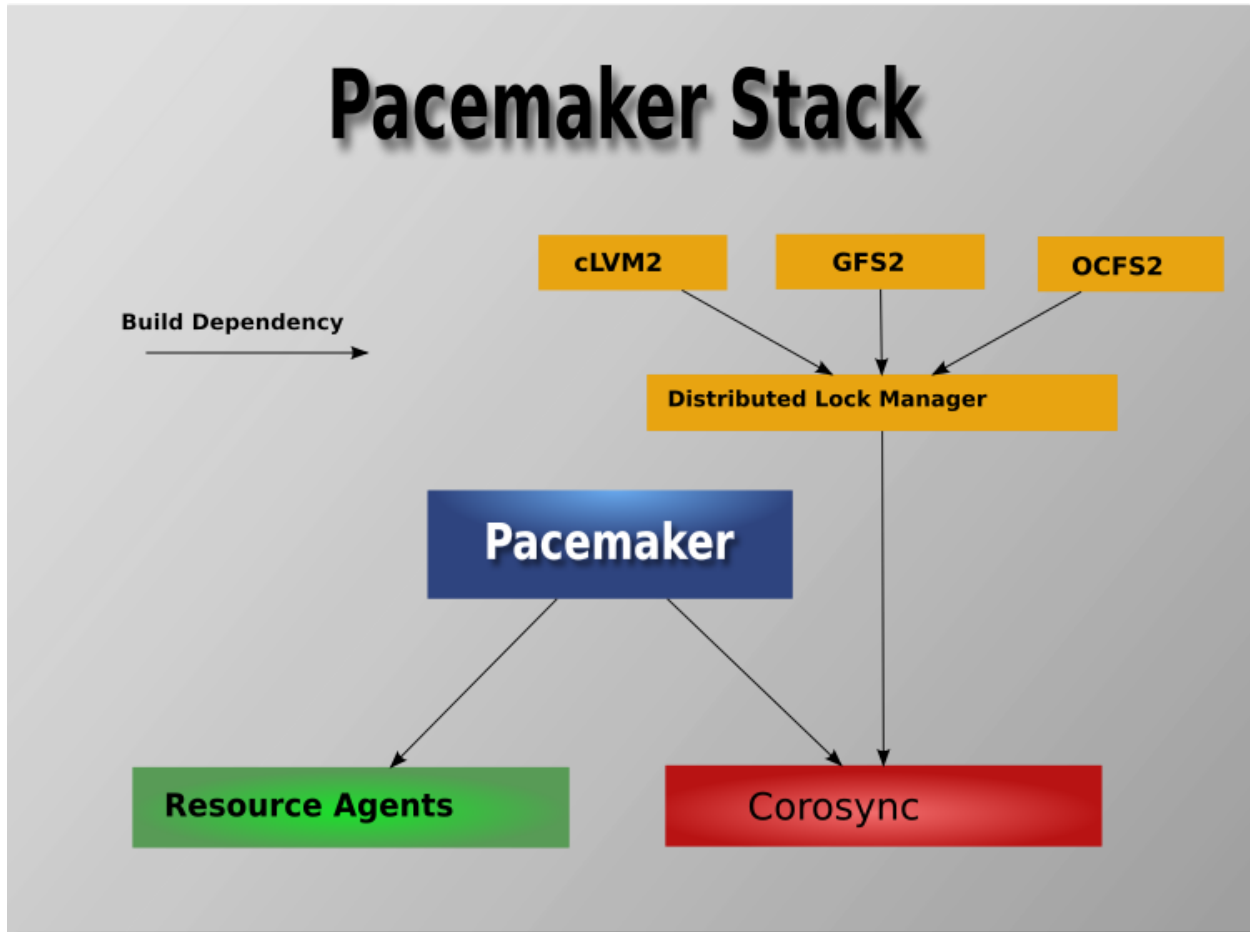 Pacemaker Stack
cLVM2
GFS2
OCFS2
Build Dependency
Distributed Lock Manager
Pacemaker
Resource Agents
Corosync